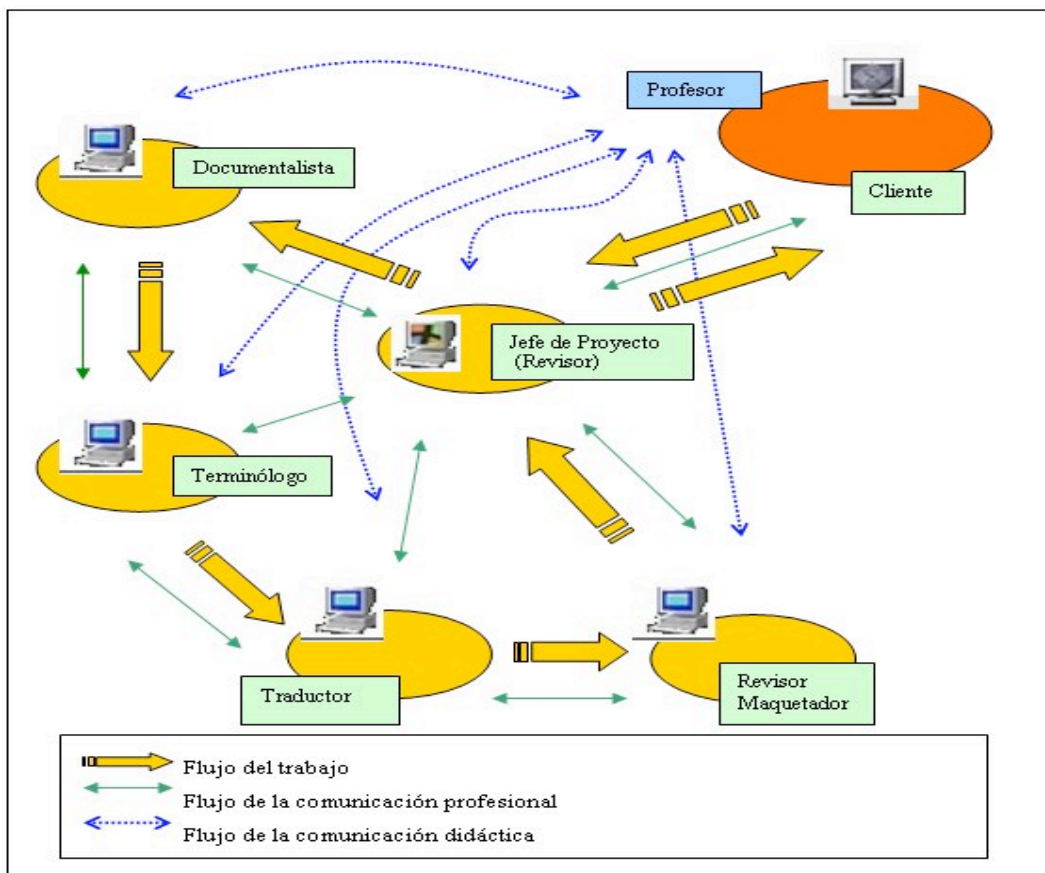 Profesor
Documentalista
Cliente
Jefe de Proyecto
(Revisor)
Terminólogo
Traductor
Revisor
Maquetador
Flujo del trabajo
Flujo de la comunicación profesional
Flujo de la comunicación didáctica